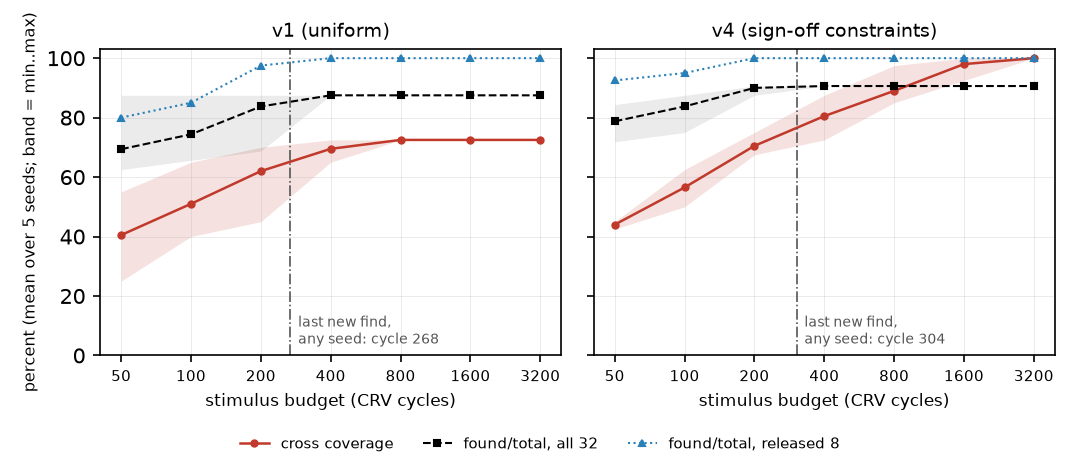 v1 (uniform)
v4 (sign-off constraints)
percent (mean over 5 seeds; band = min..max)
100
80
60
40
20
0
last new find,
any seed: cycle 268
last new find,
any seed: cycle 304
50 100 200 400 800 1600 3200
50 100 200 400 800 1600 3200
stimulus budget (CRV cycles)
stimulus budget (CRV cycles)
cross coverage
found/total, all 32
found/total, released 8